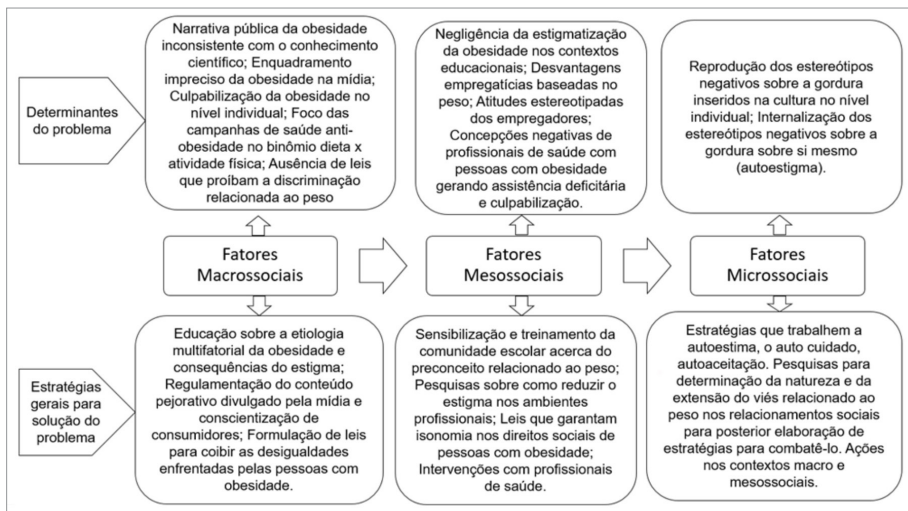 Determinantes
do problema
Narrativa pública da obesidade
inconsistente com o conhecimento
científico; Enquadramento
impreciso da obesidade na mídia;
Culpabilização da obesidade no
nível individual; Foco das
campanhas de saúde anti-
obesidade no binômio dieta x
atividade física; Ausência de leis
que proíbam a discriminação
relacionada ao peso
Negligência da estigmatização
da obesidade nos contextos
educacionais; Desvantagens
empregatícias baseadas no
peso; Atitudes estereotipadas
dos empregadores;
Concepções negativas de
profissionais de saúde com
pessoas com obesidade
gerando assistência deficitária
e culpabilização.
Reprodução dos estereótipos
negativos sobre a gordura
inseridos na cultura no nível
individual; Internalização dos
estereótipos negativos sobre a
gordura sobre si mesmo
(autoestigma).
Fatores
Macrossociais
Fatores
Mesossociais
Fatores
Microssociais
Estratégias
gerais para
solução do
problema
Educação sobre a etiologia
multifatorial da obesidade e
consequências do estigma;
Regulamentação do conteúdo
pejorativo divulgado pela mídia e
conscientização de
consumidores; Formulação de leis
para coibir as desigualdades
enfrentadas pelas pessoas com
obesidade.
Sensibilização e treinamento da
comunidade escolar acerca do
preconceito relacionado ao peso;
Pesquisas sobre como reduzir o
estigma nos ambientes
profissionais; Leis que garantam
isonomia nos direitos sociais de
pessoas com obesidade;
Intervenções com profissionais
de saúde.
Estratégias que trabalhem a
autoestima, o auto cuidado,
autoaceitação. Pesquisas para
determinação da natureza e da
extensão do viés relacionado ao
peso nos relacionamentos sociais
para posterior elaboração de
estratégias para combatê-lo. Ações
nos contextos macro e
mesossociais.